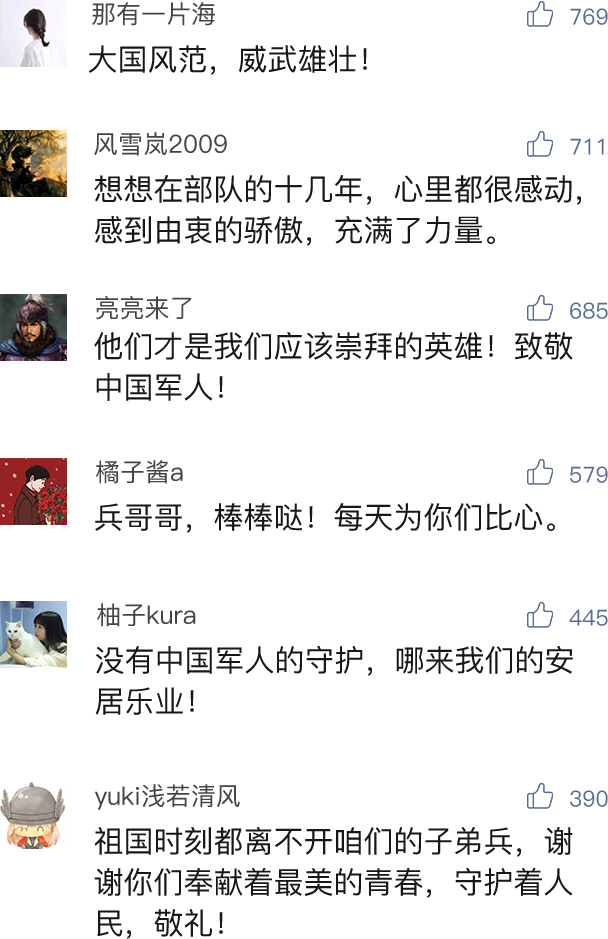 那有一片海 769
大国风范，威武雄壮！
风雪岚2009 711
想想在部队的十几年，心里都很感动，
感到由衷的骄傲，充满了力量。
亮亮来了 685
他们才是我们应该崇拜的英雄！致敬
中国军人！
橘子酱a 579
兵哥哥，棒棒哒！每天为你们比心。
柚子kura 445
没有中国军人的守护，哪来我们的安
居乐业！
yuki浅若清风 390
祖国时刻都离不开咱们的子弟兵，谢
谢你们奉献着最美的青春，守护着人
民，敬礼！